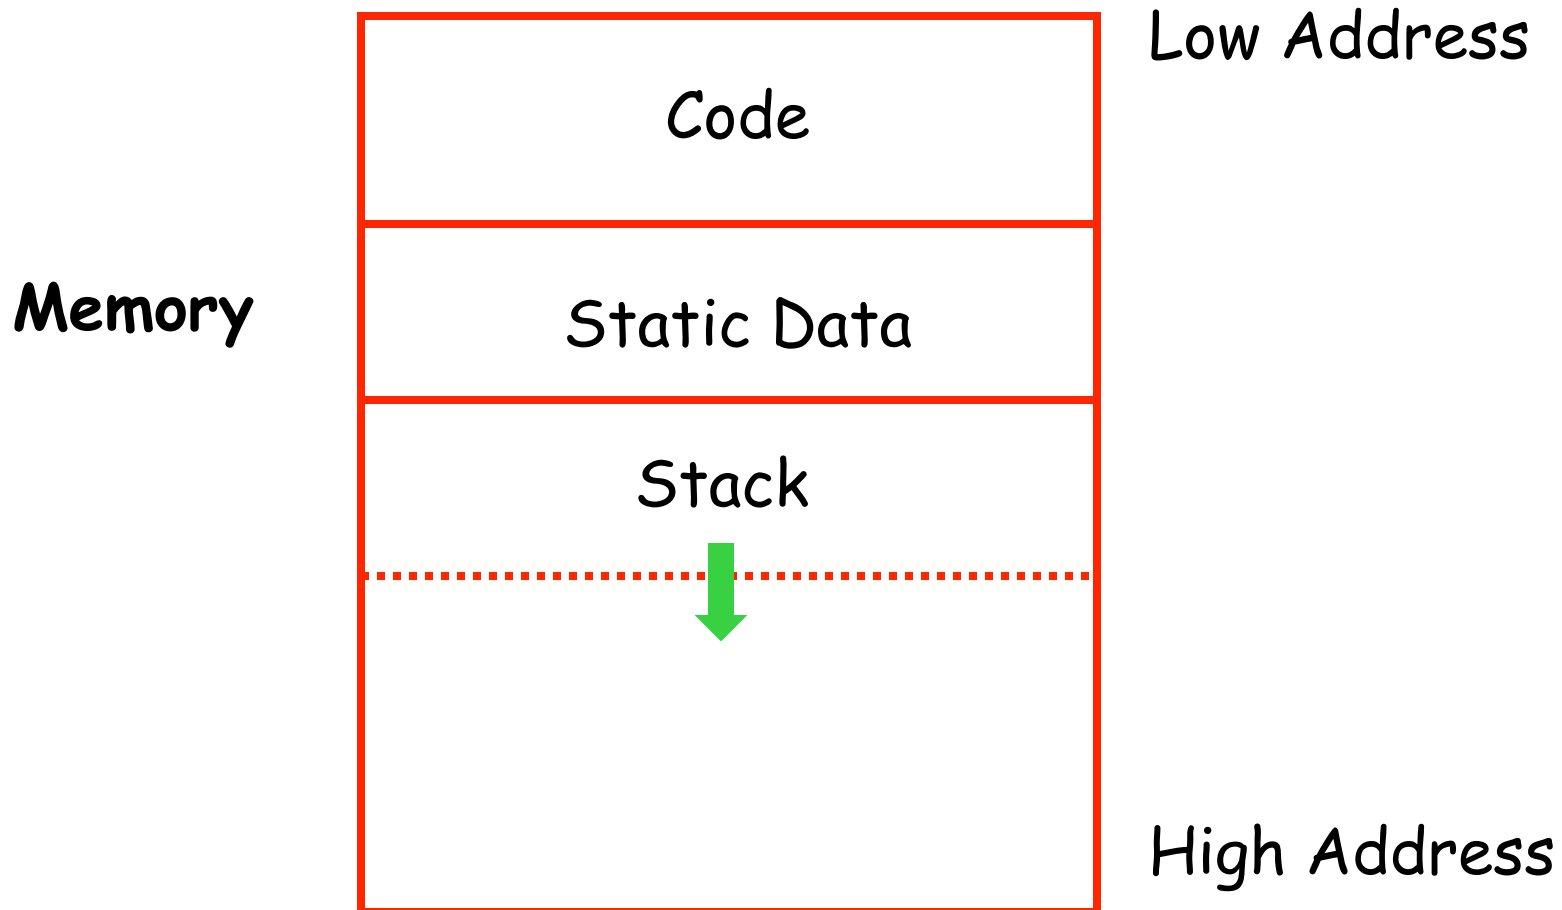 Low Address
Code
Memory
Static Data
Stack
High Address